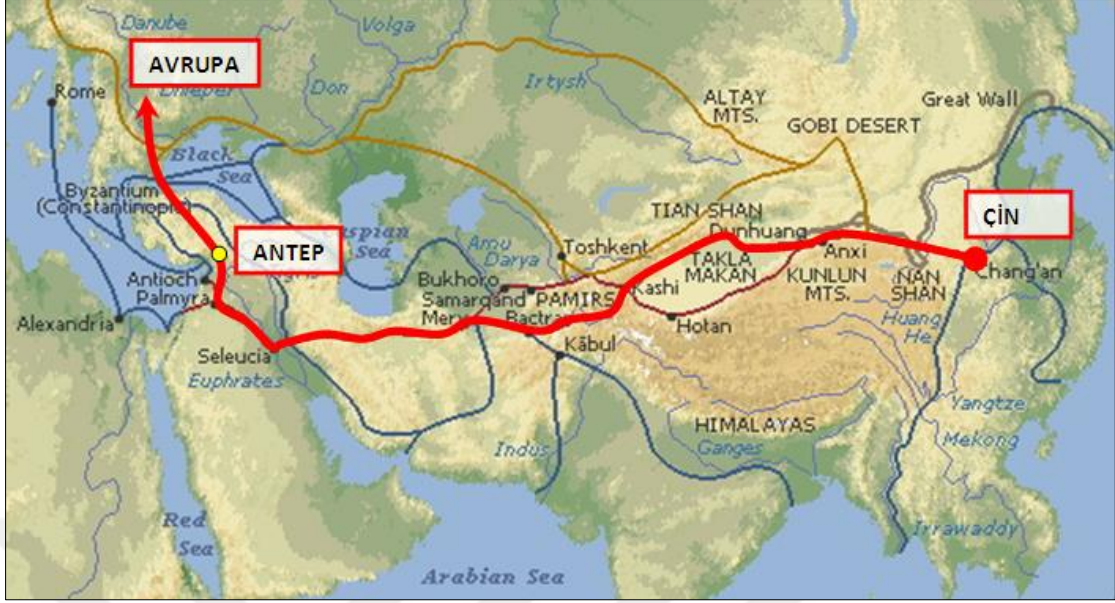 Danube
Volga
AVRUPA
Dnieper
Don
Irtysh
Rome
ALTAY
MTS.
Great Wall
GOBI DESERT
Black
Sea
Byzantium
(Constantinople)
TIAN SHAN
ÇİN
Dunhuang
ANTEP
Caspian
Sea
Amu
Darya
Toshkent
Anxi
TAKLA
MAKAN
KUNLUN
MTS.
NAN
SHAN
Chang'an
Antioch
Tigris
Bukhoro
Samarqand
PAMIRS
Kashi
Palmyra
Merv
Bactra
Hotan
Huang
He
Alexandria
Seleucia
Kābul
Euphrates
Yangtze
HIMALAYAS
Indus
Ganges
Mekong
Red
Sea
Irrawaddy
Arabian Sea